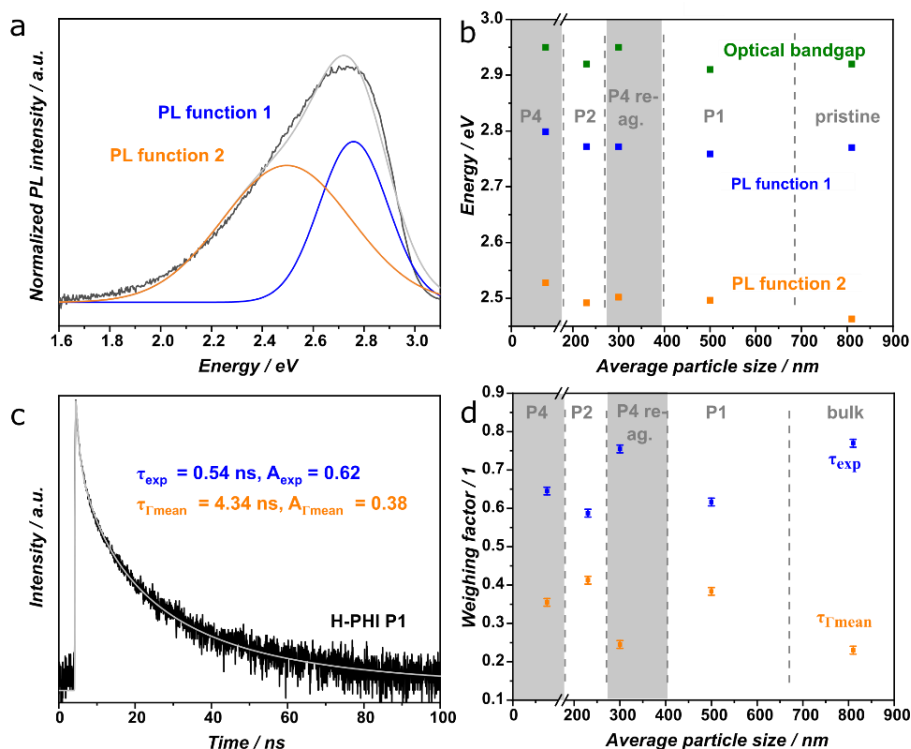 a
Normalized PL intensity / a.u.
PL function 1
PL function 2
1.6 1.8 2.0 2.2 2.4 2.6 2.8 3.0
Energy / eV
b
Energy / eV
3.0
2.9
2.8
2.7
2.6
2.5
Optical bandgap
P4
P2
P4 re-
ag.
P1
pristine
PL function 1
PL function 2
0 200 300 400 500 600 700 800 900
Average particle size / nm
c
Intensity / a.u.
τexp = 0.54 ns, Aexp = 0.62
τΓmean = 4.34 ns, AΓmean = 0.38
H-PHI P1
0 20 40 60 80 100
Time / ns
d
Weighing factor / 1
0.9
0.8
0.7
0.6
0.5
0.4
0.3
0.2
0.1
P4
P2
P4 re-
ag.
P1
bulk
τexp
τΓmean
0 200 300 400 500 600 700 800 900
Average particle size / nm